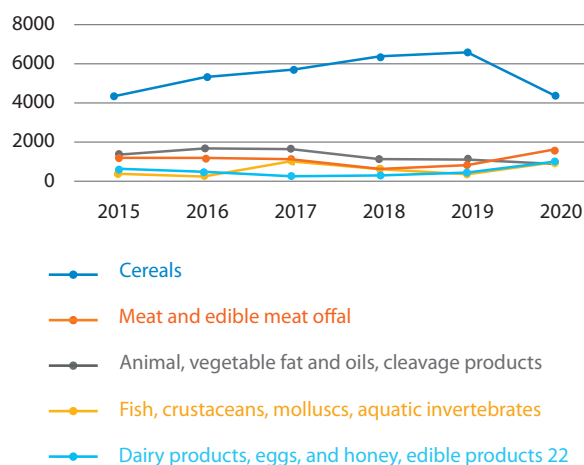 8000
6000
4000
2000
0
2015 2016 2017 2018 2019 2020
Cereals
Meat and edible meat offal
Animal, vegetable fat and oils, cleavage products
Fish, crustaceans, molluscs, aquatic invertebrates
Dairy products, eggs, and honey, edible products 22